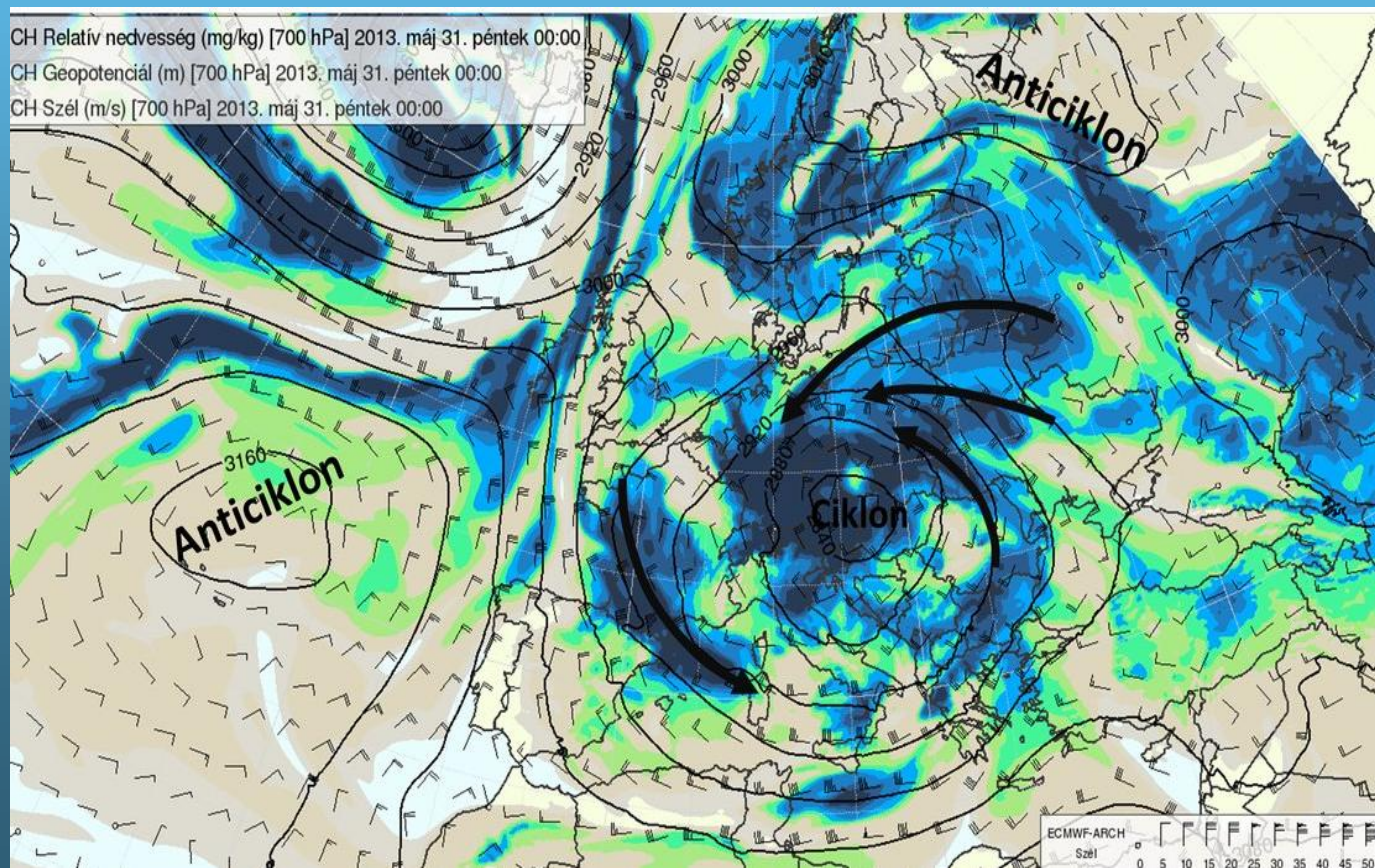 CH Relatív nedvesség (mg/kg) [700 hPa] 2013. máj 31. péntek 00:00
CH Geopotenciál (m) [700 hPa] 2013. máj 31. péntek 00:00
CH Szél (m/s) [700 hPa] 2013. máj 31. péntek 00:00
2960
3000
3040
Anticiklon
2920
3000
3000
2960
2920
2880
3160
Anticiklon
Ciklon
ECMWF-ARCH
Szél
0 5 10 15 20 25 30 35 40 45 50